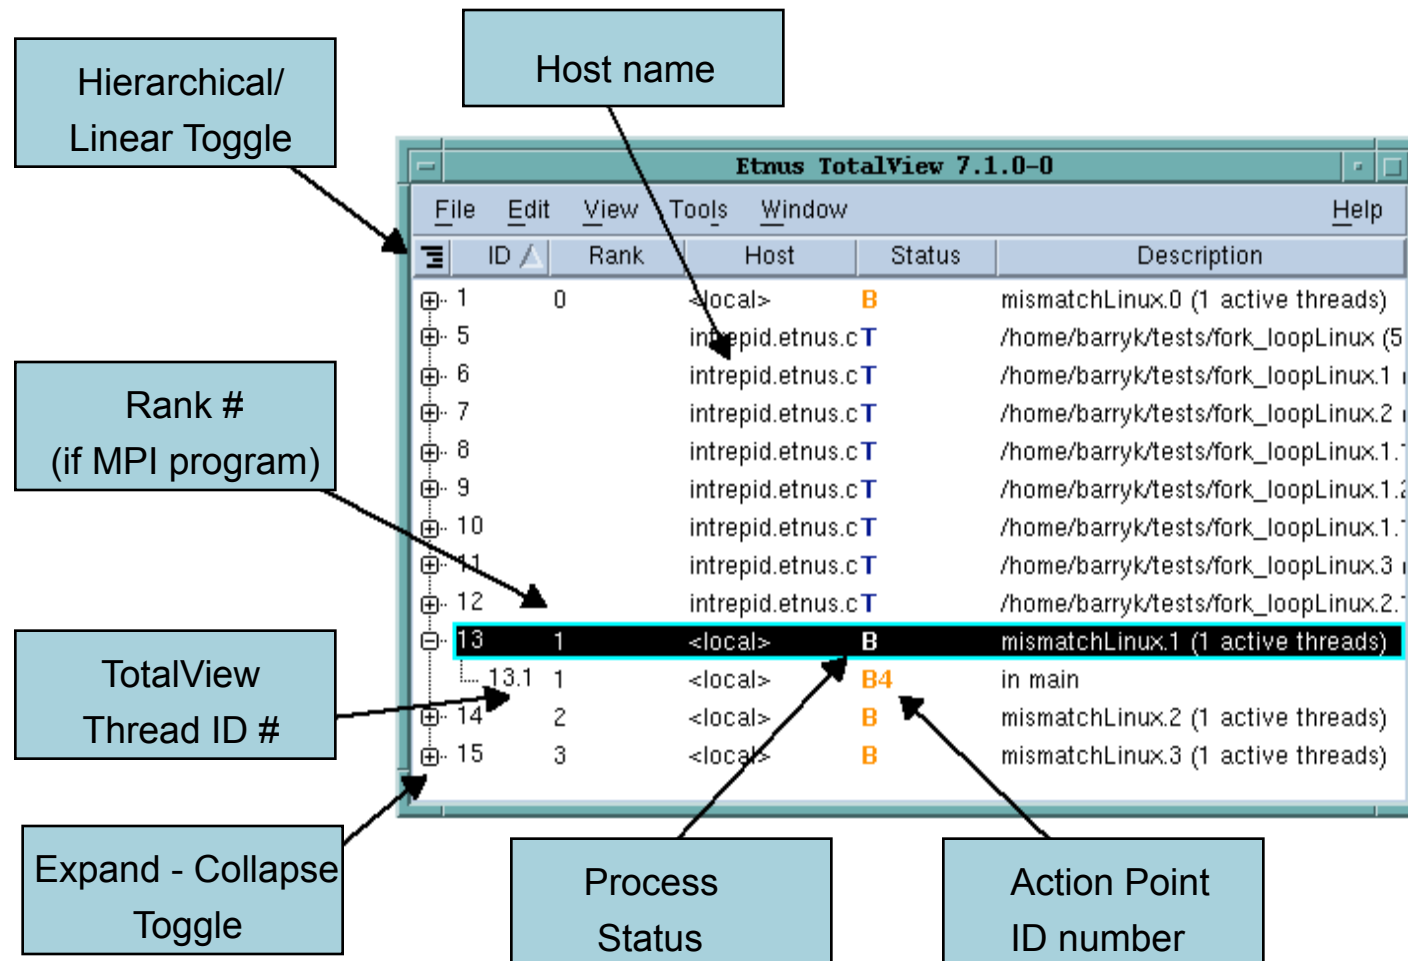 Hierarchical/
Linear Toggle
Host name
Etnus TotalView 7.1.0-0
File Edit View Tools Window Help
ID Rank Host Status Description
1 0 <local> B mismatchLinux.0 (1 active threads)
5 intrepid.etnus.c T /home/barryk/tests/fork_loopLinux (5
6 intrepid.etnus.c T /home/barryk/tests/fork_loopLinux.1
7 intrepid.etnus.c T /home/barryk/tests/fork_loopLinux.2
8 intrepid.etnus.c T /home/barryk/tests/fork_loopLinux.1.
9 intrepid.etnus.c T /home/barryk/tests/fork_loopLinux.1.
10 intrepid.etnus.c T /home/barryk/tests/fork_loopLinux.1.
11 intrepid.etnus.c T /home/barryk/tests/fork_loopLinux.3
12 intrepid.etnus.c T /home/barryk/tests/fork_loopLinux.2.
13 1 <local> B mismatchLinux.1 (1 active threads)
13.1 1 <local> B4 in main
14 2 <local> B mismatchLinux.2 (1 active threads)
15 3 <local> B mismatchLinux.3 (1 active threads)
Rank #
(if MPI program)
TotalView
Thread ID #
Expand - Collapse
Toggle
Process
Status
Action Point
ID number